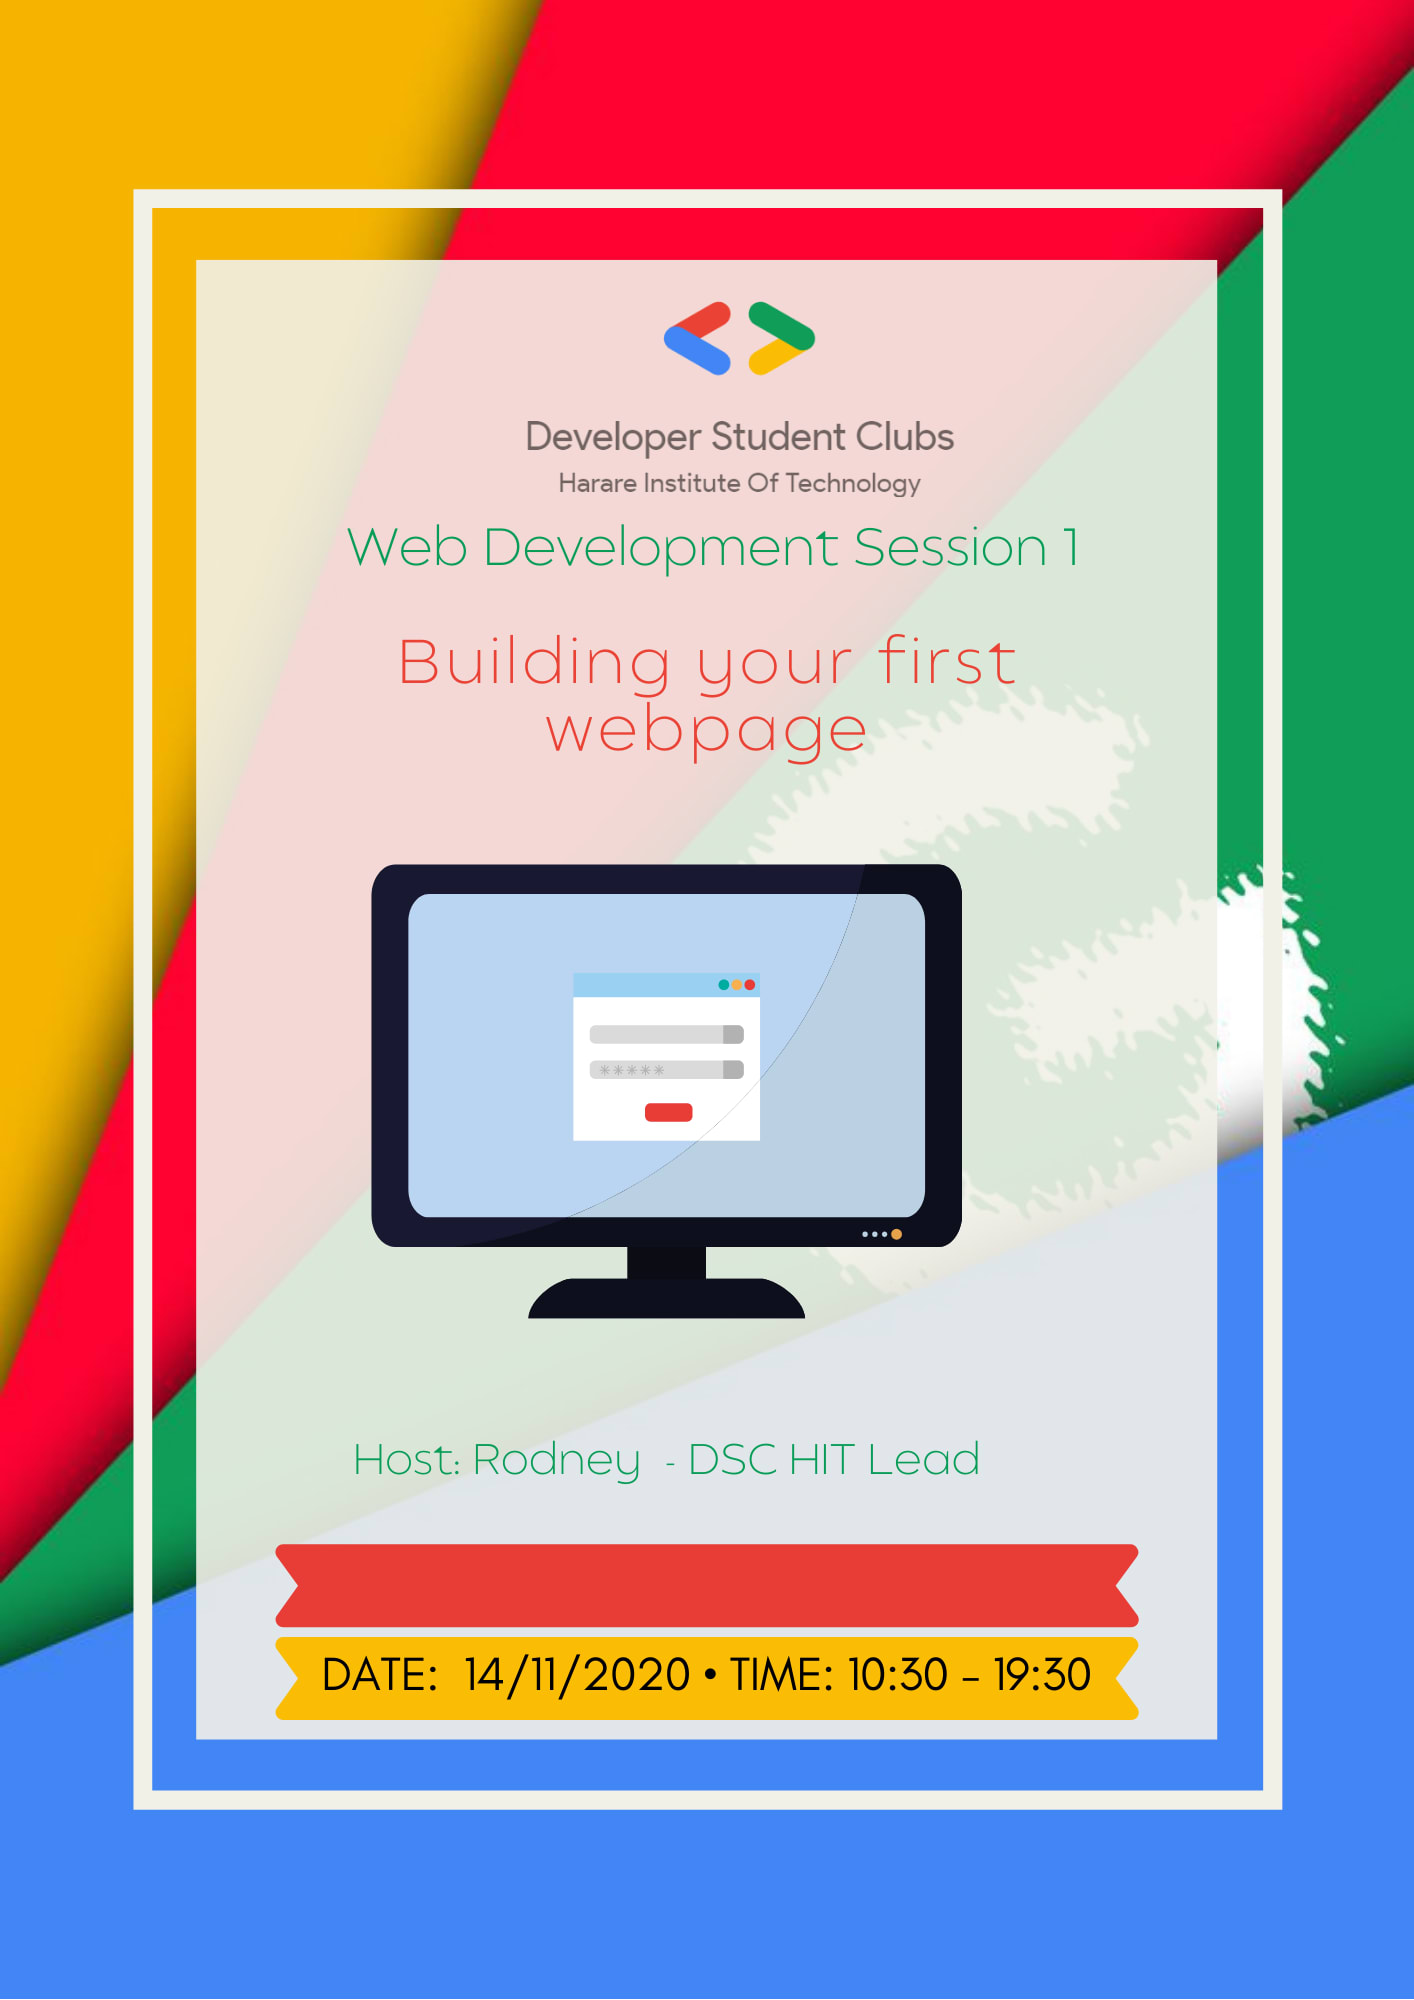 Developer Student Clubs
Harare Institute Of Technology
Web Development Session 1
Building your first
webpage
*****
Host: Rodney - DSC HIT Lead
DATE: 14/11/2020 • TIME: 10:30 - 19:30